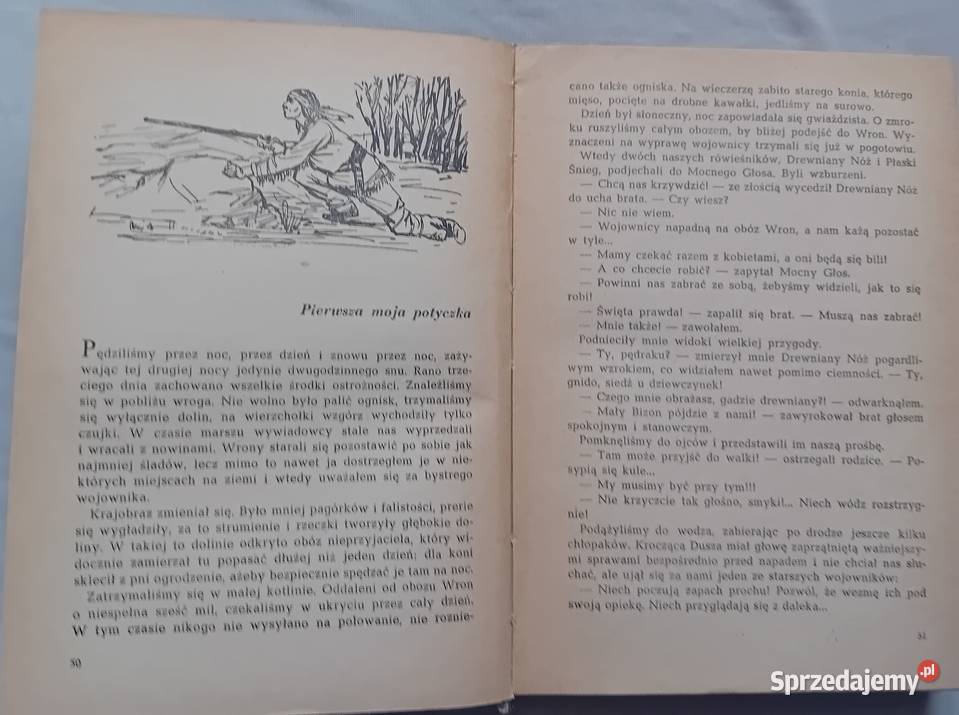 Pierwsza moja potyczka
Pędziliśmy przez noc, przez dzień i znowu przez noc, zaży-
wając tej drugiej nocy jedynie dwugodzinnego snu. Rano trze-
ciego dnia zachowano wszelkie środki ostrożności. Znaleźliśmy
się w pobliżu wroga. Nie wolno było palić ognisk, trzymaliśmy
się wyłącznie dolin, na wierzchołki wzgórz wychodziły tylko
czujki. W czasie marszu wywiadowcy stale nas wyprzedzali
i wracali z nowinami. Wrony starali się pozostawić po sobie jak
najmniej śladów, lecz mimo to nawet ja dostrzegłem je w nie-
których miejscach na ziemi i wtedy uważałem się za bystrego
wojownika.
Krajobraz zmieniał się. Było mniej pagórków i falistości, prerie
się wygładziły, za to strumienie i rzeczki tworzyły głębokie do-
liny. W takiej to dolinie odkryto obóz nieprzyjaciela, który wi-
docznie zamierzał tu popasać dłużej niż jeden dzień; dla koni
sklecił z pni ogrodzenie, ażeby bezpiecznie spędzać je tam na noc.
Zatrzymaliśmy się w małej kotlinie. Oddaleni od obozu Wron
o niespełna sześć mil, czekaliśmy w ukryciu przez cały dzień.
W tym czasie nikogo nie wysyłano na polowanie, nie roznie-
50
cano także ogniska. Na wieczerzę zabito starego konia, którego
mięso, pocięte na drobne kawałki, jedliśmy na surowo.
Dzień był słoneczny, noc zapowiadała się gwiaździsta. O zmro-
ku ruszyliśmy całym obozem, by bliżej podejść do Wron. Wy-
znaczeni na wyprawę wojownicy trzymali się już w pogotowiu.
Wtedy dwóch naszych rówieśników, Drewniany Nóż i Płaski
Śnieg, podjechali do Mocnego Głosa. Byli wzburzeni.
— Chcą nas krzywdzić! — ze złością wycedził Drewniany Nóż
do ucha brata. — Czy wiesz?
— Nic nie wiem.
— Wojownicy napadną na obóz Wron, a nam każą pozostać
w tyle...
— Mamy czekać razem z kobietami, a oni będą się bili!
— A co chcecie robić? — zapytał Mocny Głos.
— Powinni nas zabrać ze sobą, żebyśmy widzieli, jak to się
robi!
— Święta prawda! — zapalił się brat. — Muszą nas zabrać!
— Mnie także! — zawołałem.
Podnieciły mnie widoki wielkiej przygody.
— Ty, pędraku? — zmierzył mnie Drewniany Nóż pogardli-
wym wzrokiem, co widziałem nawet pomimo ciemności. — Ty,
gnido, siedź u dziewczynek!
— Czego mnie obrażasz, gadzie drewniany?! — odwarknąłem.
— Mały Bizon pójdzie z nami! — zawyrokował brat głosem
spokojnym i stanowczym.
Pomknęliśmy do ojców i przedstawili im naszą prośbę.
— Tam może przyjść do walki! — ostrzegali rodzice. — Po-
sypią się kule...
— My musimy być przy tym!!!
— Nie krzyczcie tak głośno, smyki!... Niech wódz rozstrzyg-
nie!
Podążyliśmy do wodza, zabierając po drodze jeszcze kilku
chłopaków. Krocząca Dusza miał głowę zaprzątniętą ważniejszy-
mi sprawami bezpośrednio przed napadem i nie chciał nas słu-
chać, ale ujął się za nami jeden ze starszych wojowników:
— Niech poczują zapach prochu! Pozwól, że wezmę ich pod
swoją opiekę. Niech przyglądają się z daleka...
51
Sprzedajemy.pl